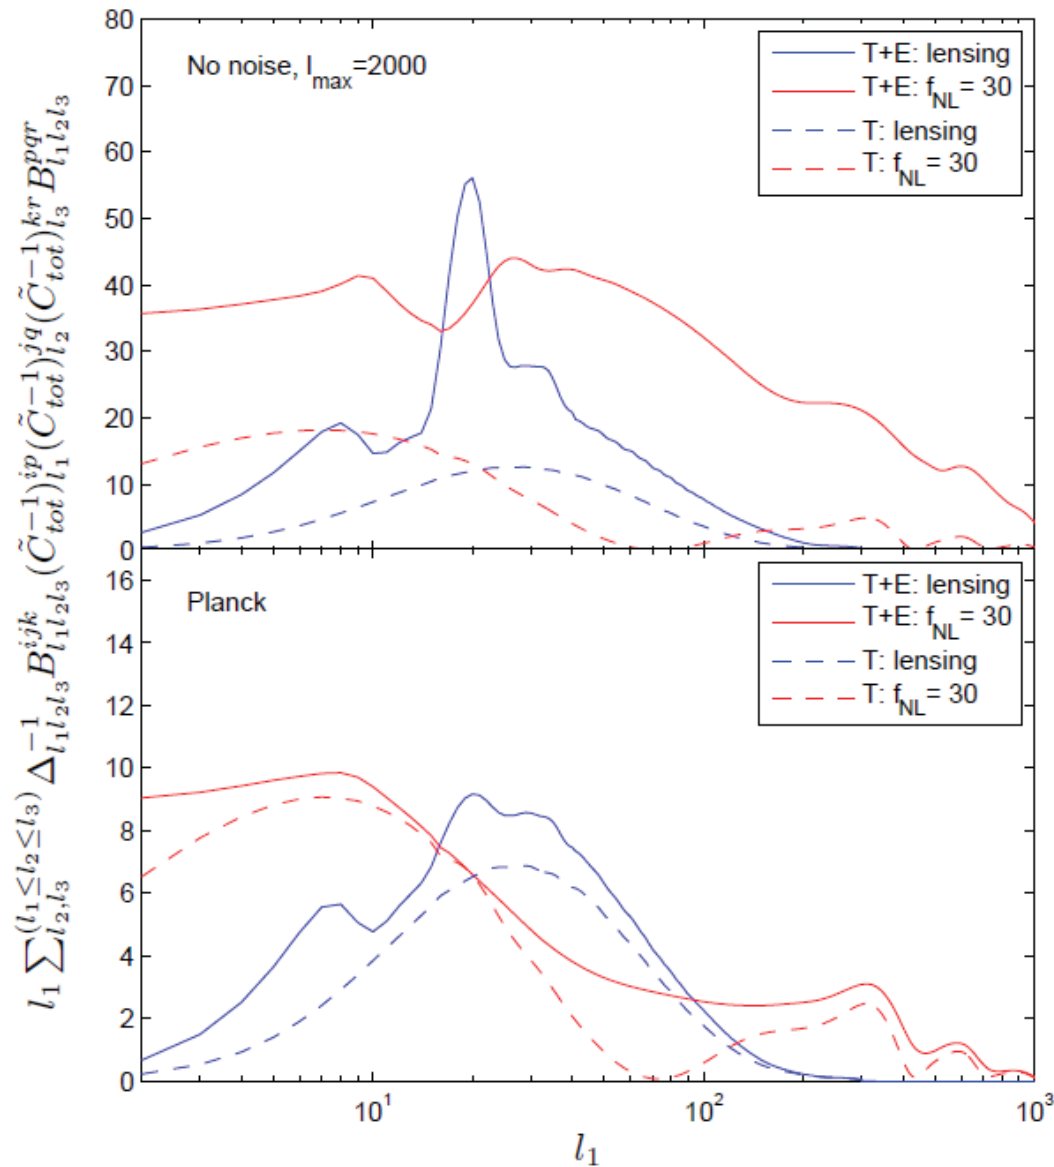 80
70
60
50
40
30
20
10
0
No noise, l_max=2000
T+E: lensing
T+E: f_NL = 30
T: lensing
T: f_NL = 30
l_1 ∑_{l_2,l_3}^{(l_1≤l_2≤l_3)} Δ_{l_1l_2l_3}^{-1} B_{l_1l_2l_3}^{ijk} (C̃_{tot}^{-1})_{l_1}^{ip} (C̃_{tot}^{-1})_{l_2}^{jq} (C̃_{tot}^{-1})_{l_3}^{kr} B_{l_1l_2l_3}^{pqr}
16
14
12
10
8
6
4
2
0
Planck
T+E: lensing
T+E: f_NL = 30
T: lensing
T: f_NL = 30
10^1 10^2 10^3
l_1